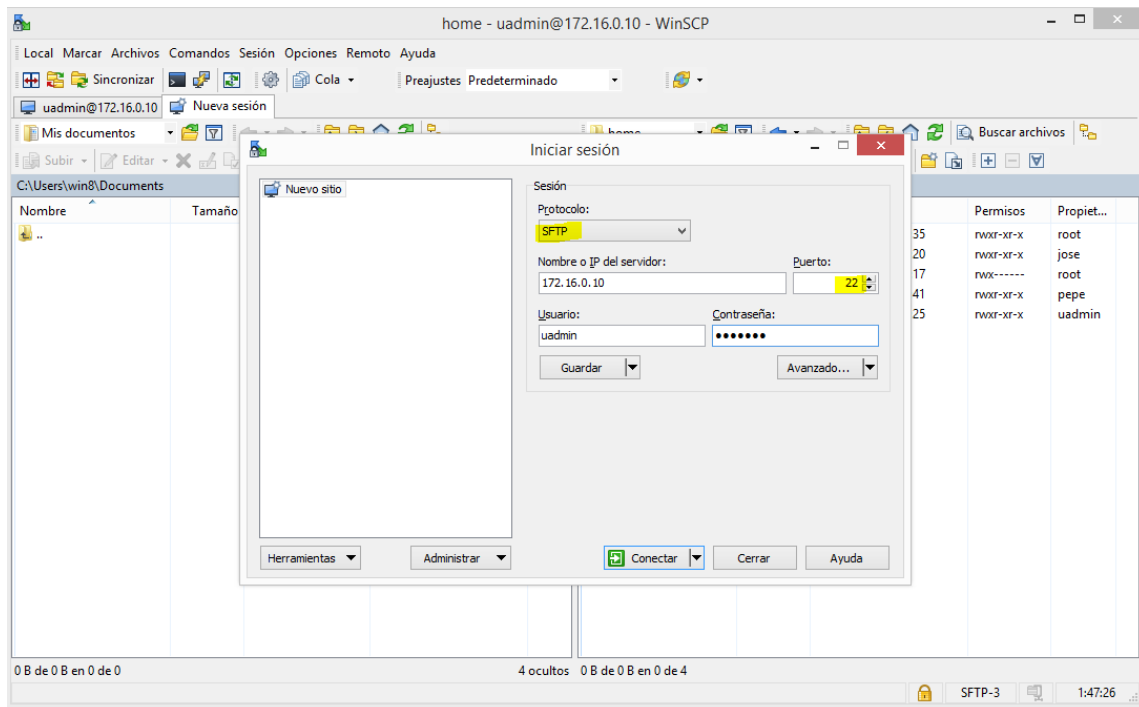 home - uadmin@172.16.0.10 - WinSCP
Local Marcar Archivos Comandos Sesión Opciones Remoto Ayuda
Sincronizar Cola Preajustes Predeterminado
uadmin@172.16.0.10 Nueva sesión
Mis documentos home Buscar archivos
Subir Editar
Iniciar sesión
C:\Users\win8\Documents
Nombre Tamaño Permisos Propiet...
..
35 rwxr-xr-x root
20 rwxr-xr-x jose
17 rwx------ root
41 rwxr-xr-x pepe
25 rwxr-xr-x uadmin
Nuevo sitio
Sesión
Protocolo:
SFTP
Nombre o IP del servidor: Puerto:
172.16.0.10 22
Usuario: Contraseña:
uadmin •••••••
Guardar Avanzado...
Herramientas Administrar Conectar Cerrar Ayuda
0 B de 0 B en 0 de 0 4 ocultos 0 B de 0 B en 0 de 4
SFTP-3 1:47:26